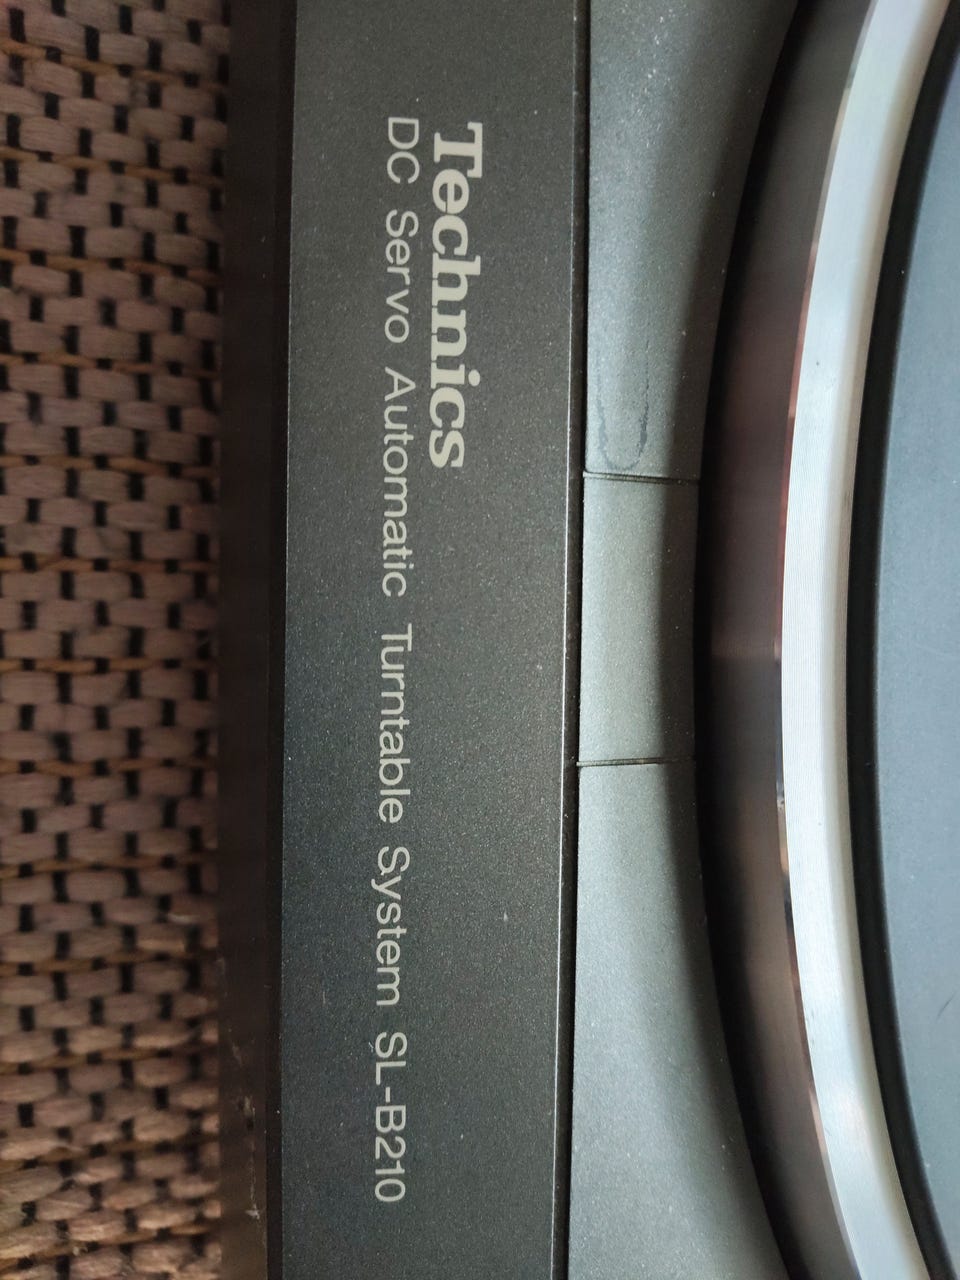 Technics
DC Servo Automatic Turntable System SL-B210